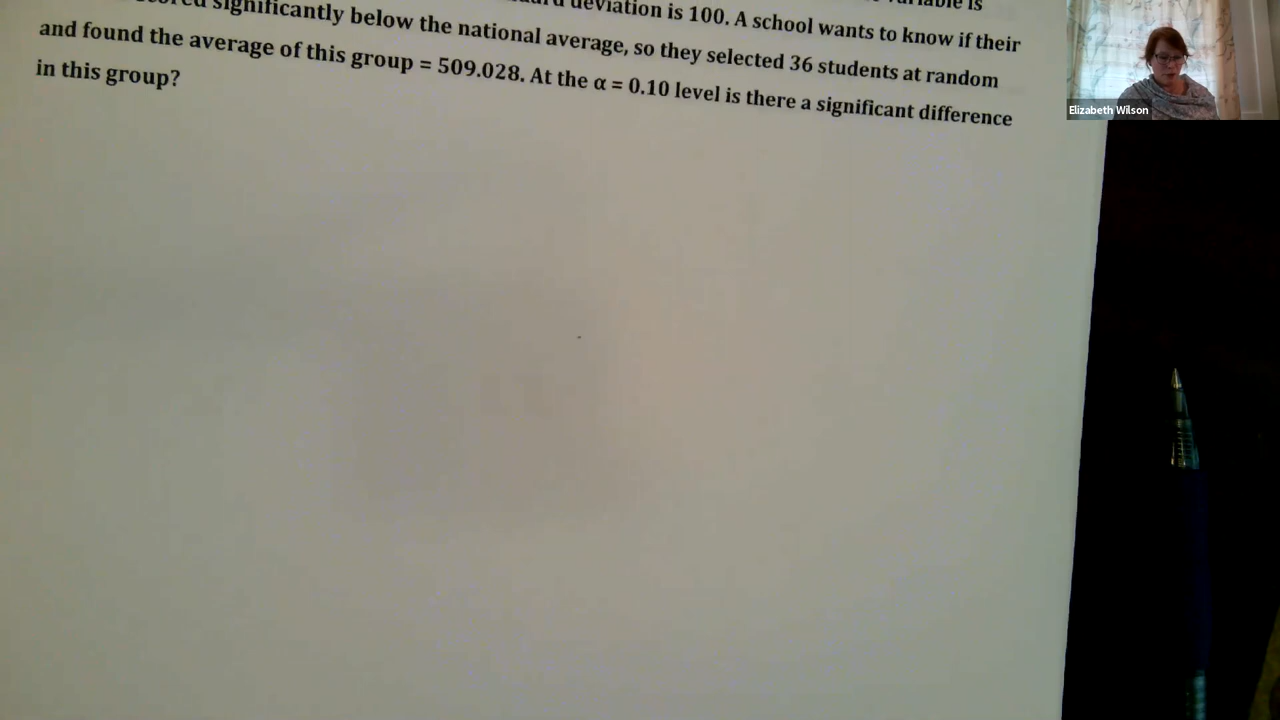 deviation is 100. A school wants to know if their
significantly below the national average, so they selected 36 students at random
and found the average of this group = 509.028. At the α = 0.10 level is there a significant difference
in this group?
Elizabeth Wilson